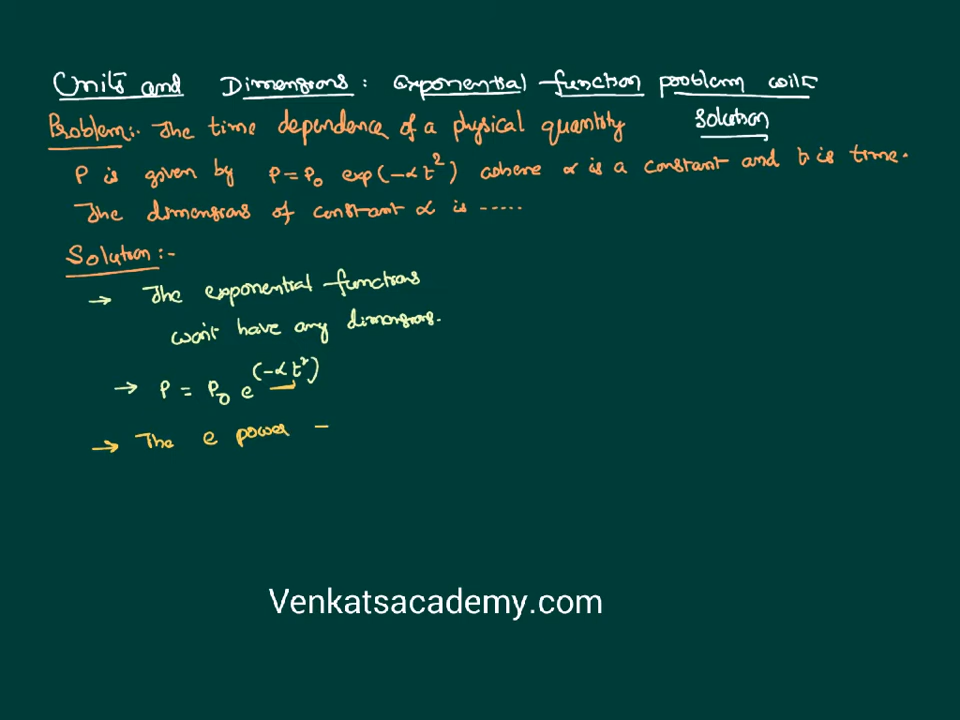 Units and Dimensions: exponential function problem with
solution
Problem:- The time dependence of a physical quantity
P is given by P = P₀ exp(-αt²) where α is a constant and t is time.
The dimensions of constant α is .....
Solution:-
→ The exponential functions
won't have any dimensions.
→ P = P₀ e^(-αt²)
→ The e power -
Venkatsacademy.com